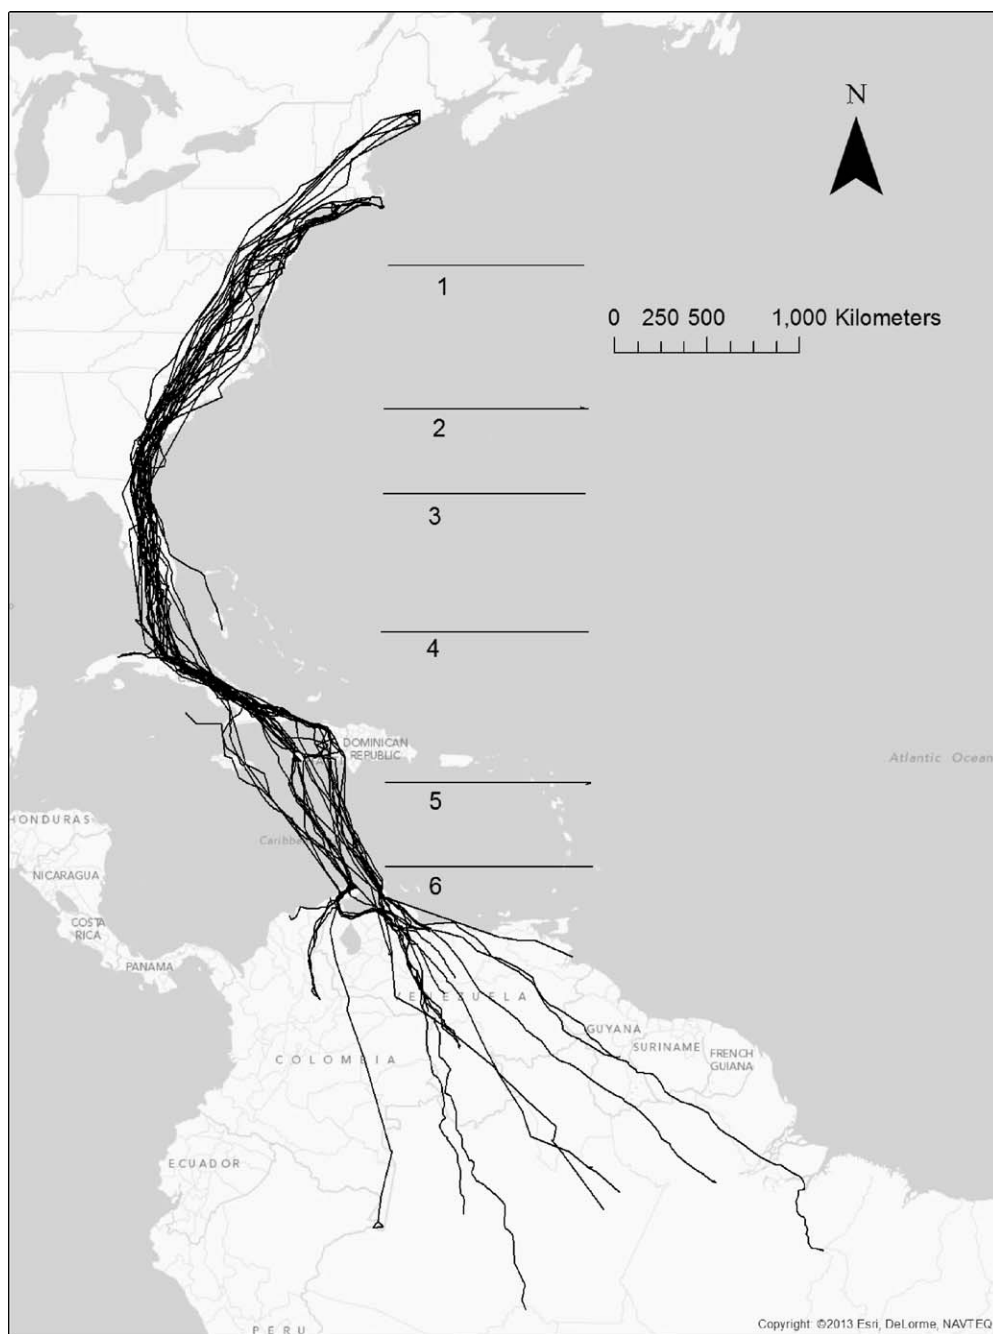 N
1
0 250 500 1,000 Kilometers
2
3
4
DOMINICAN
REPUBLIC
Atlantic Ocean
5
HONDURAS
6
NICARAGUA
COSTA
RICA
PANAMA
VENEZUELA
GUYANA
SURINAME
FRENCH
GUIANA
COLOMBIA
ECUADOR
PERU
Copyright: ©2013 Esri, DeLorme, NAVTEQ